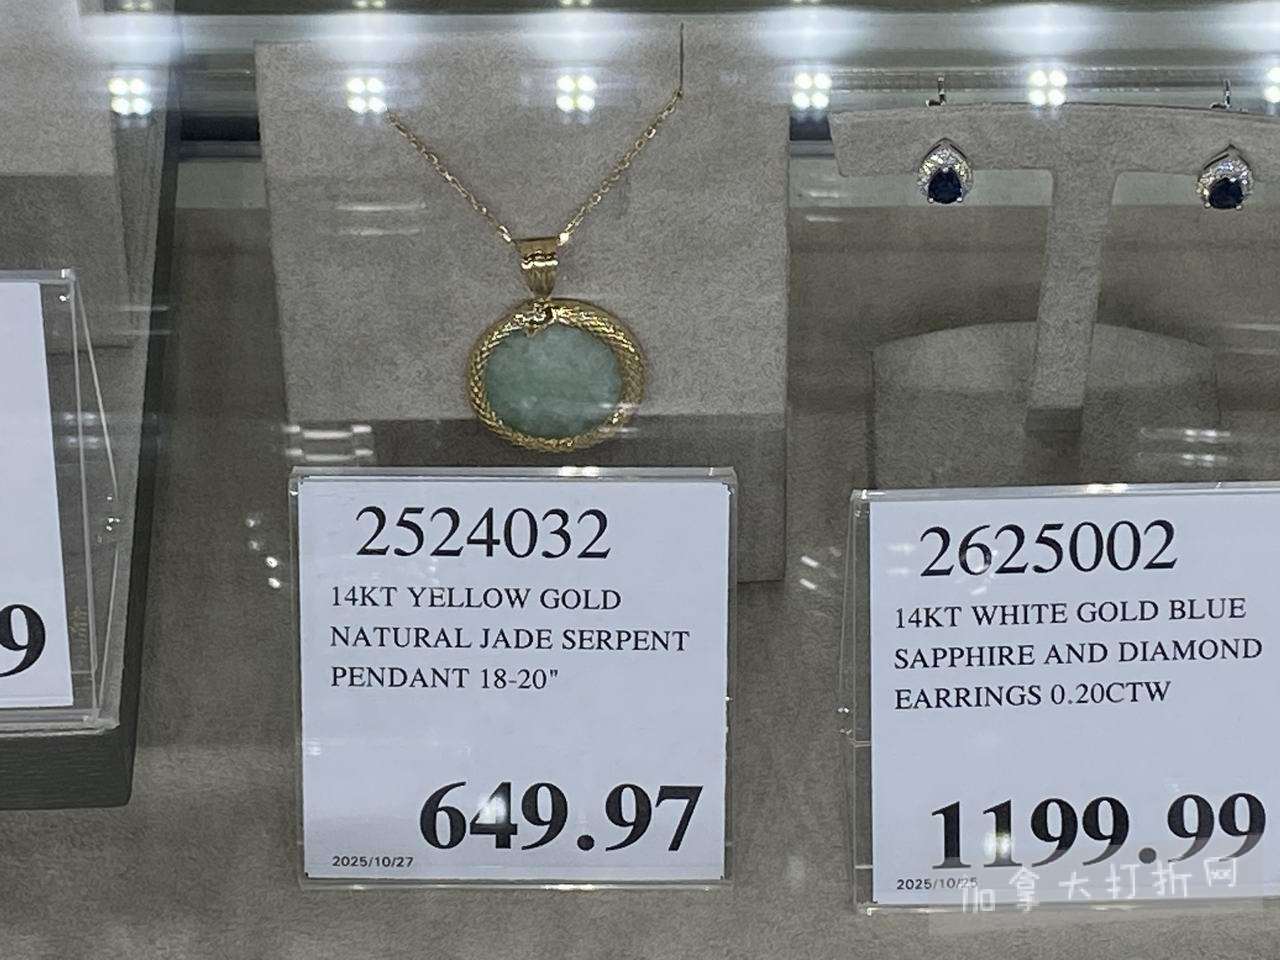 9
2524032
14KT YELLOW GOLD
NATURAL JADE SERPENT
PENDANT 18-20"
649.97
2025/10/27
2625002
14KT WHITE GOLD BLUE
SAPPHIRE AND DIAMOND
EARRINGS 0.20CTW
1199.99
2025/10/25
加拿大打折网